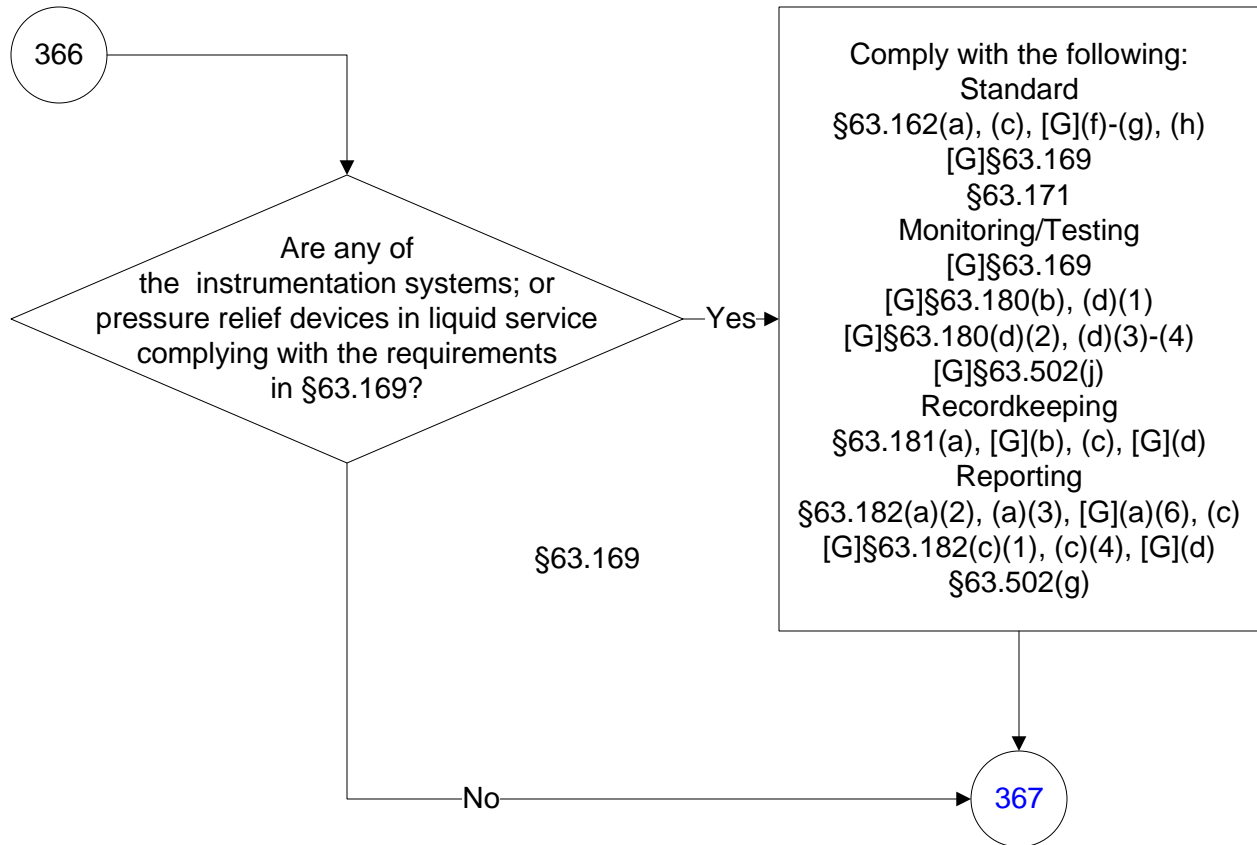 366
Are any of
the instrumentation systems; or
pressure relief devices in liquid service
complying with the requirements
in §63.169?
Yes
Comply with the following:
Standard
§63.162(a), (c), [G](f)-(g), (h)
[G]§63.169
§63.171
Monitoring/Testing
[G]§63.169
[G]§63.180(b), (d)(1)
[G]§63.180(d)(2), (d)(3)-(4)
[G]§63.502(j)
Recordkeeping
§63.181(a), [G](b), (c), [G](d)
Reporting
§63.182(a)(2), (a)(3), [G](a)(6), (c)
[G]§63.182(c)(1), (c)(4), [G](d)
§63.502(g)
§63.169
No
367